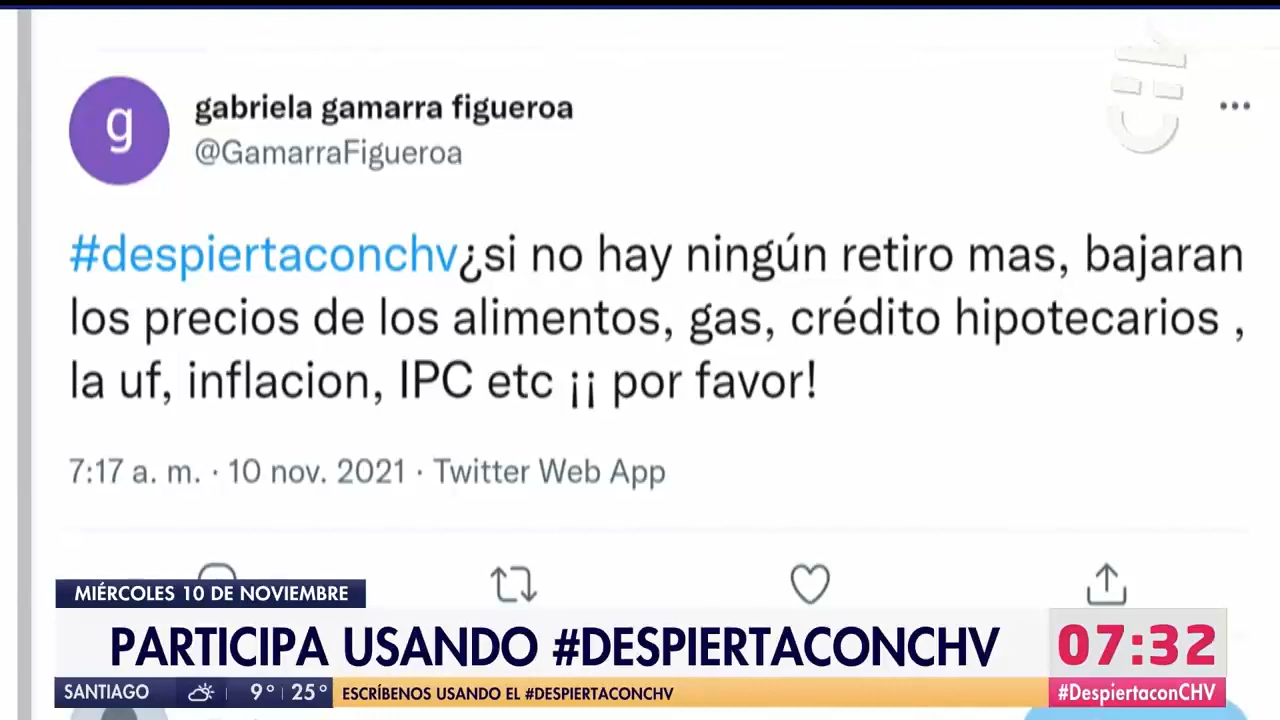 g
gabriela gamarra figueroa
@GamarraFigueroa
#despiertaconchv¿si no hay ningún retiro mas, bajaran
los precios de los alimentos, gas, crédito hipotecarios ,
la uf, inflacion, IPC etc ¡¡ por favor!
7:17 a. m. · 10 nov. 2021 · Twitter Web App
MIÉRCOLES 10 DE NOVIEMBRE
PARTICIPA USANDO #DESPIERTACONCHV
07:32
SANTIAGO 9° 25° ESCRÍBENOS USANDO EL #DESPIERTACONCHV
#DespiertaconCHV